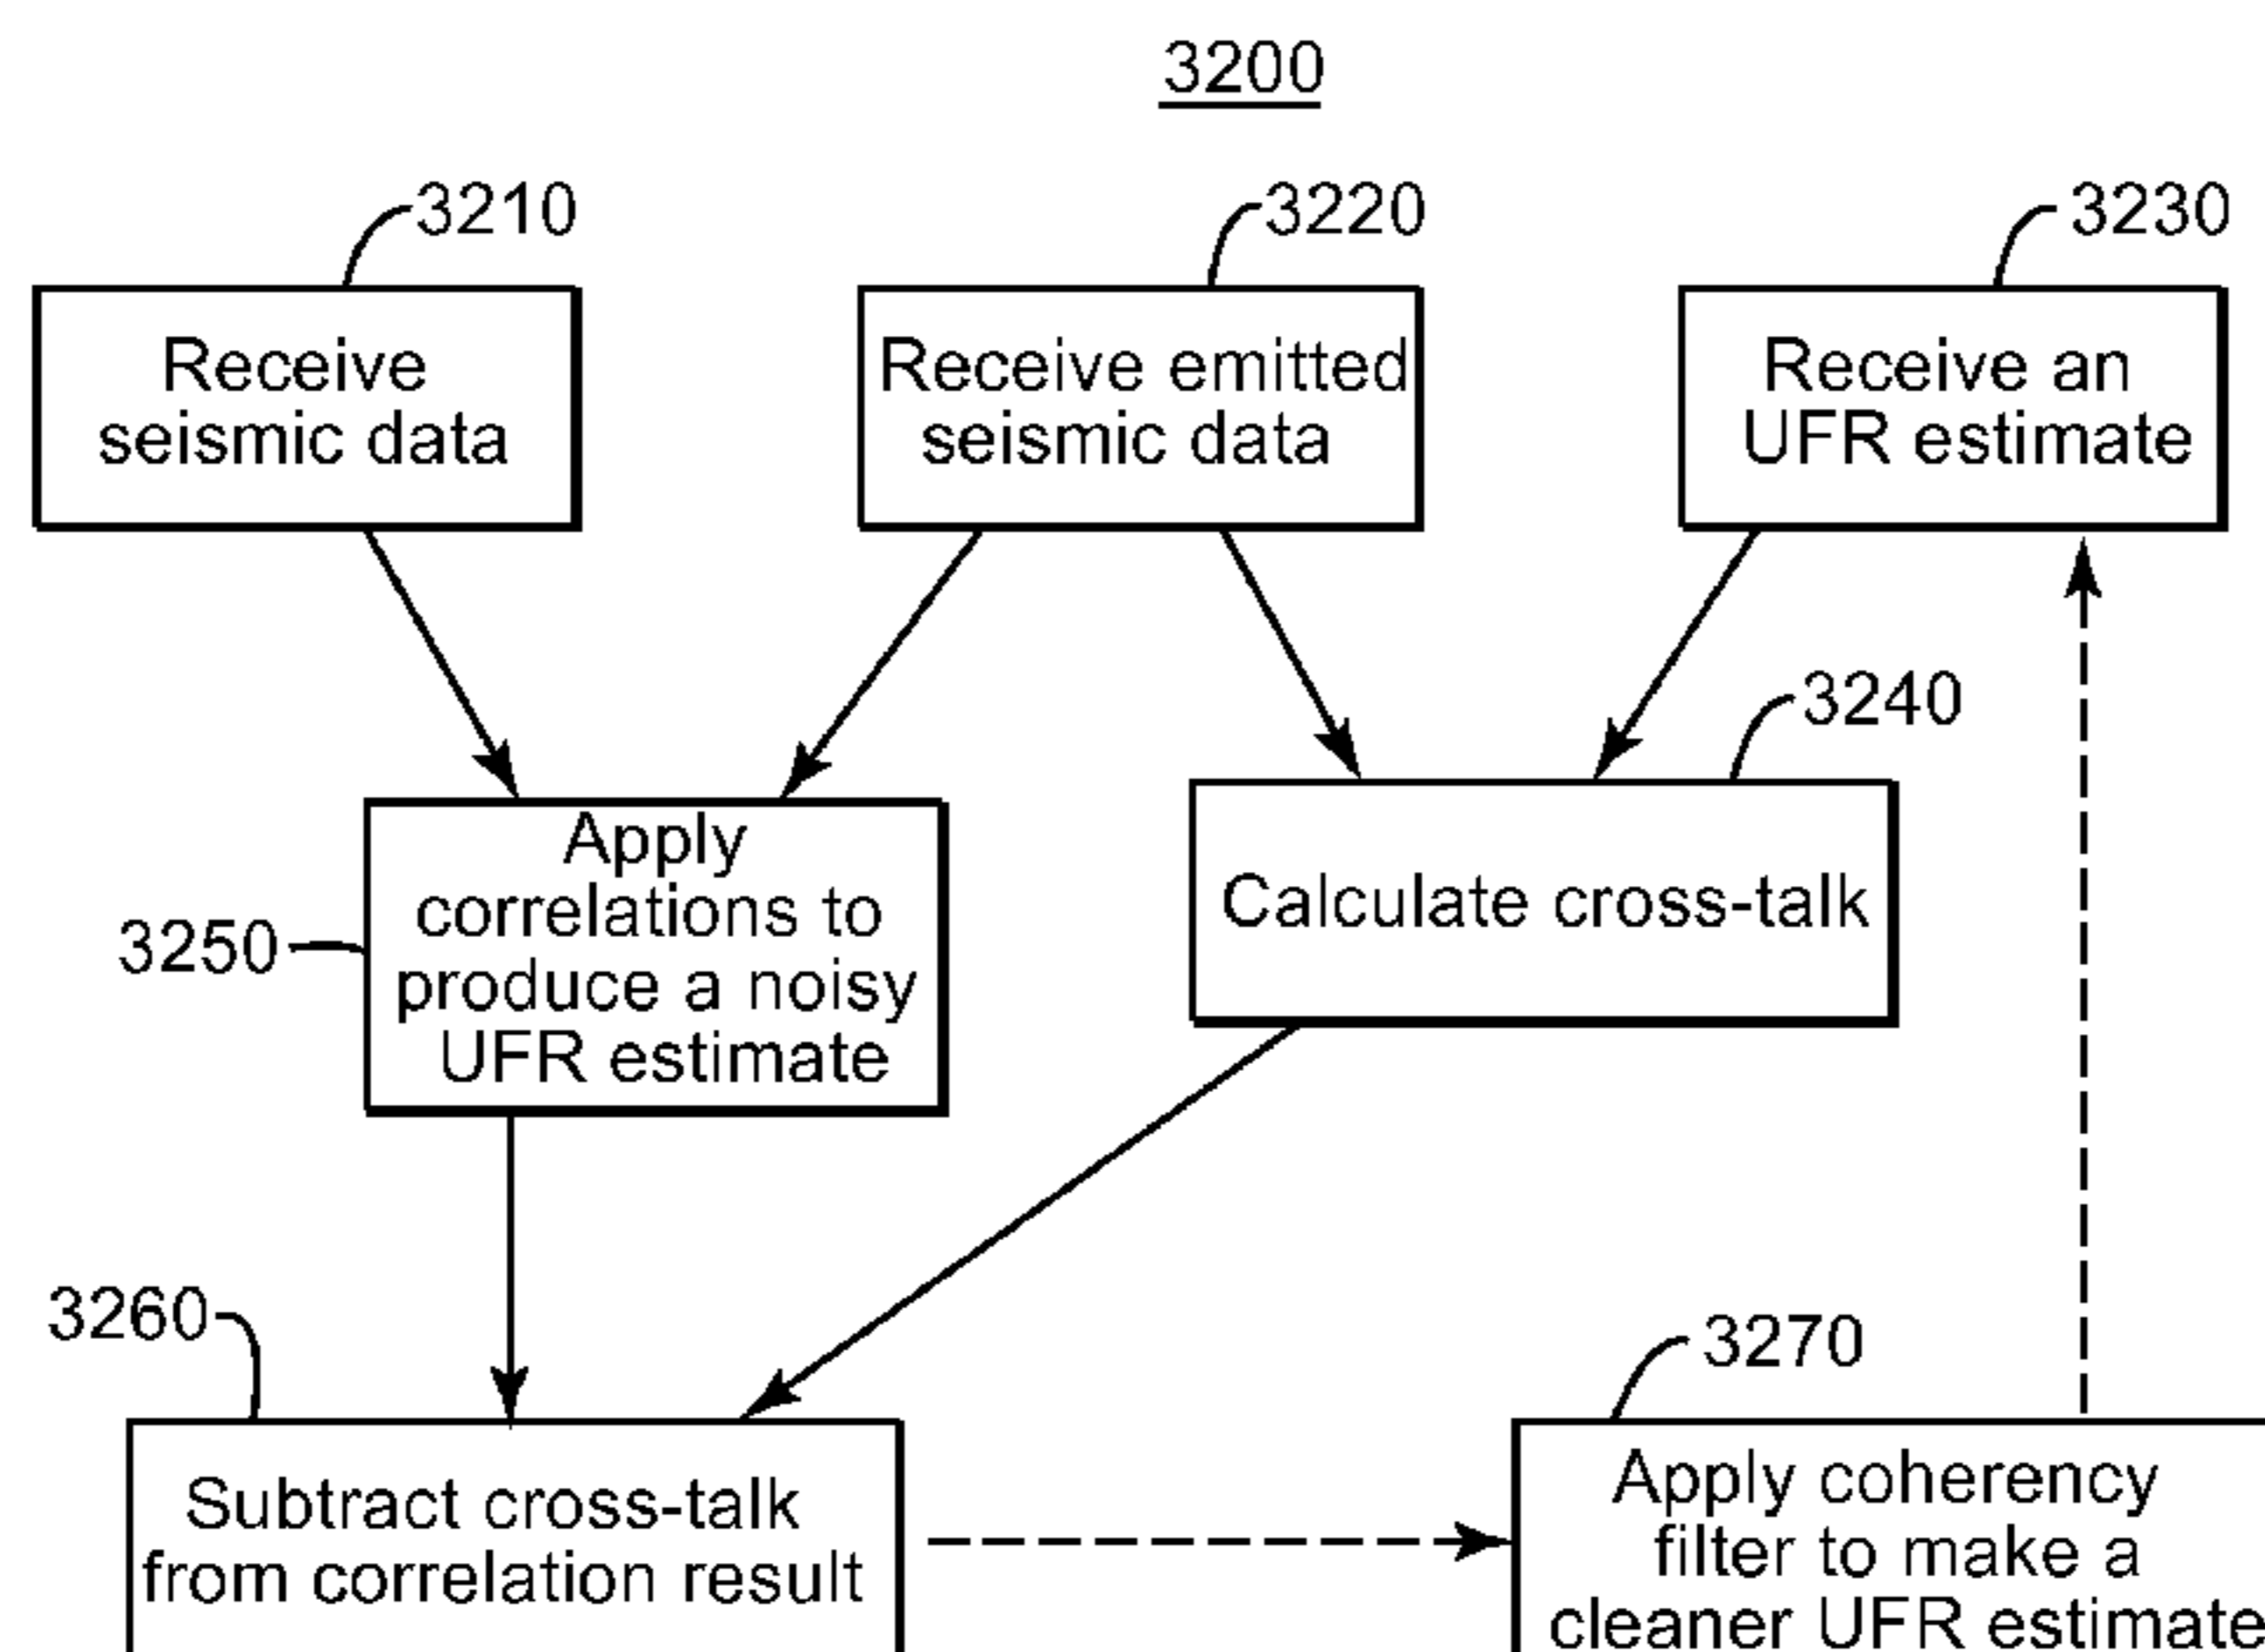 3200
3210
3220
3230
Receive
seismic data
Receive emitted
seismic data
Receive an
UFR estimate
3240
Apply
correlations to
produce a noisy
UFR estimate
3250
Calculate cross-talk
3260
3270
Subtract cross-talk
from correlation result
Apply coherency
filter to make a
cleaner UFR estimate